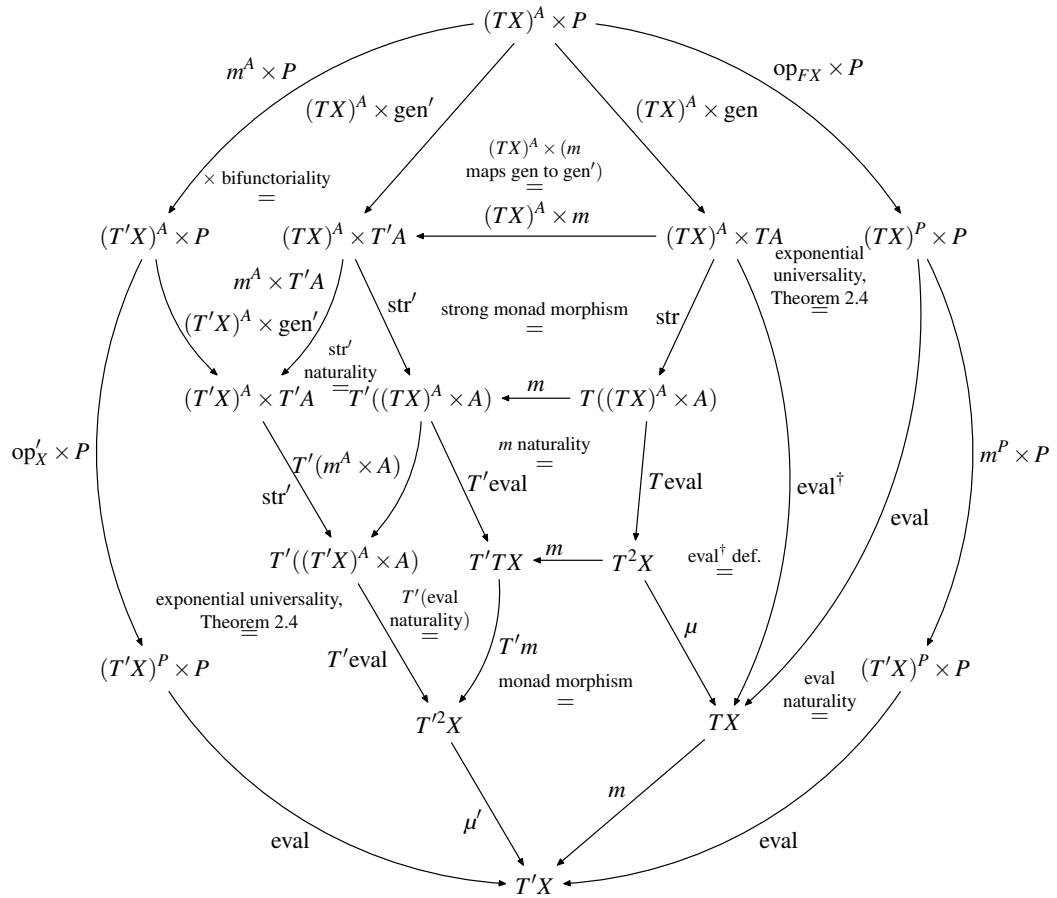 (TX)^A × P
m^A × P
op_{FX} × P
(TX)^A × gen′
(TX)^A × gen
(TX)^A × (m
maps gen to gen′)
=
× bifunctoriality
=
(TX)^A × m
(T′X)^A × P
(TX)^A × T′A
(TX)^A × TA
(TX)^P × P
exponential
universality,
Theorem 2.4
=
m^A × T′A
(T′X)^A × gen′
str′
strong monad morphism
=
str
str′
naturality
=
(T′X)^A × T′A
T′((TX)^A × A)
m
T((TX)^A × A)
op′_X × P
m^P × P
m naturality
=
T′(m^A × A)
str′
T′eval
Teval
eval†
eval
T′((T′X)^A × A)
T′TX
m
T²X
eval† def.
=
exponential universality,
Theorem 2.4
=
T′(eval
naturality)
=
T′eval
T′m
μ
(T′X)^P × P
(T′X)^P × P
monad morphism
=
eval
naturality
=
T′²X
TX
m
μ′
eval
eval
T′X